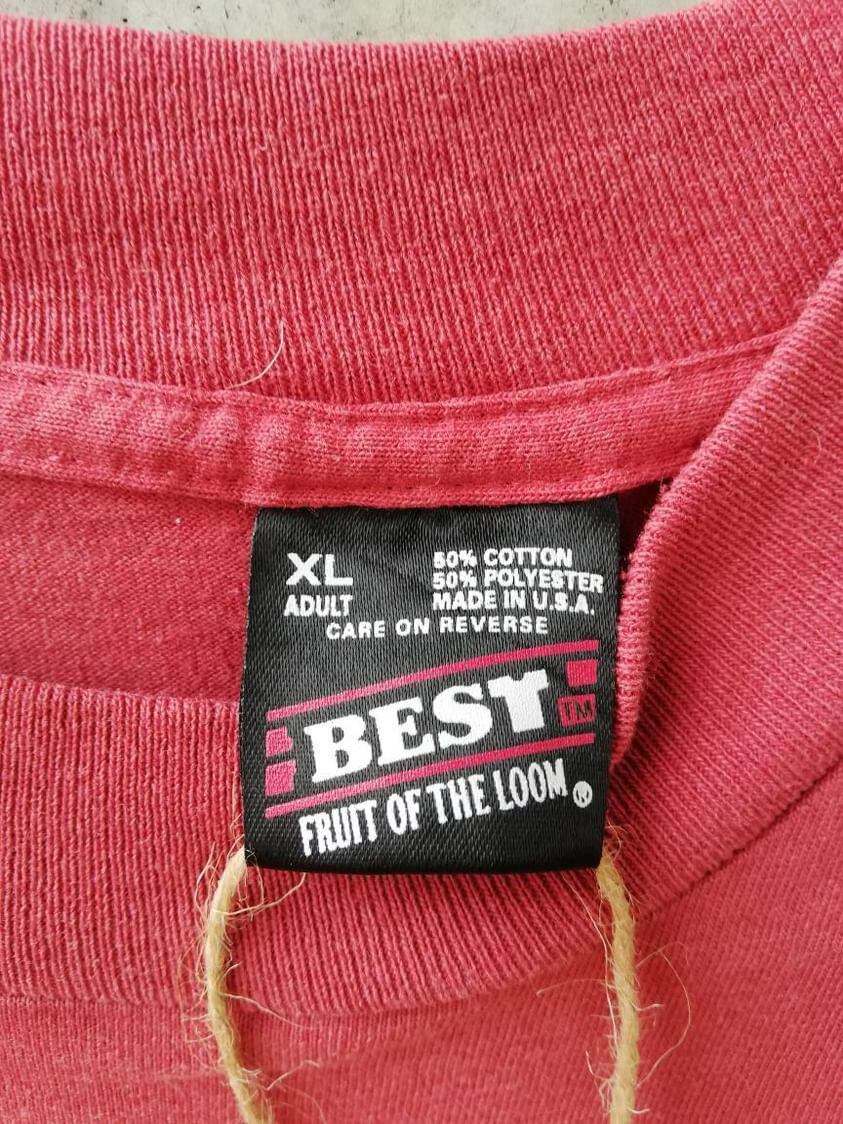 XL
ADULT
50% COTTON
50% POLYESTER
MADE IN U.S.A.
CARE ON REVERSE
BEST TM
FRUIT OF THE LOOM ®